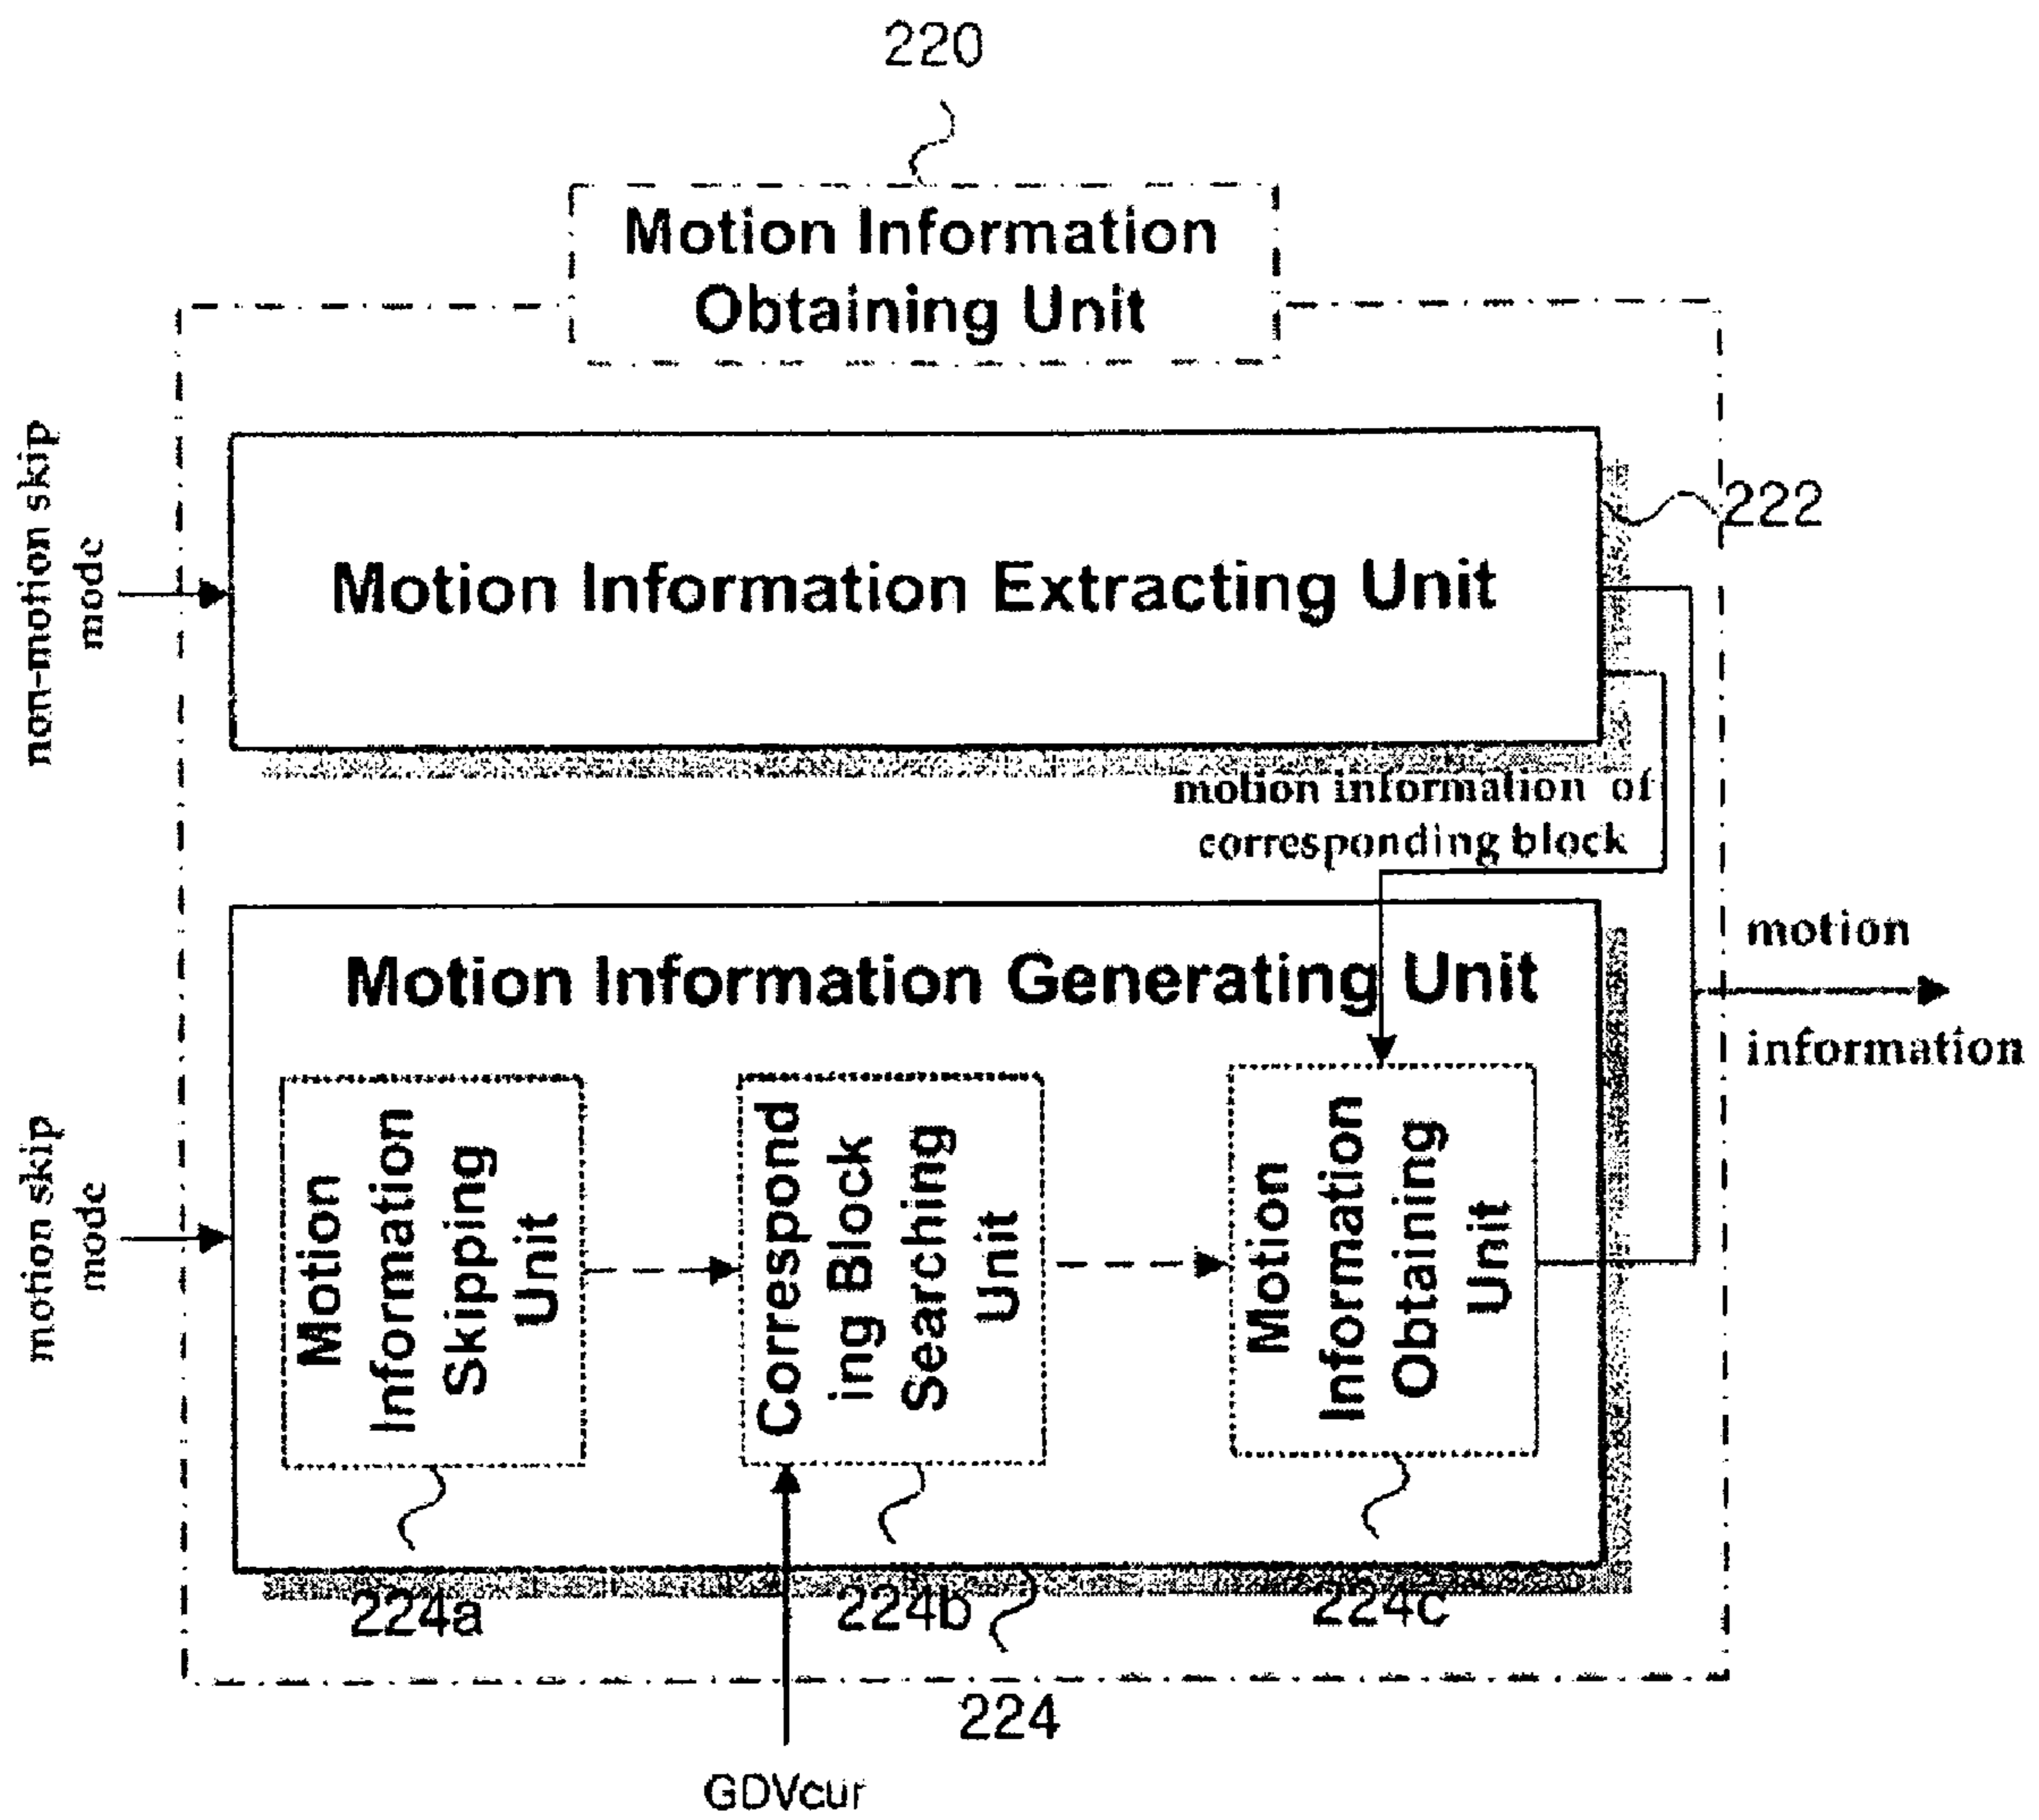 220
Motion Information
Obtaining Unit
non-motion skip
mode
222
Motion Information Extracting Unit
motion information of
corresponding block
Motion Information Generating Unit
motion
information
motion skip
mode
Motion
Information
Skipping
Unit
Correspond
ing Block
Searching
Unit
Motion
Information
Obtaining
Unit
224a
224b
224c
224
GDVcur